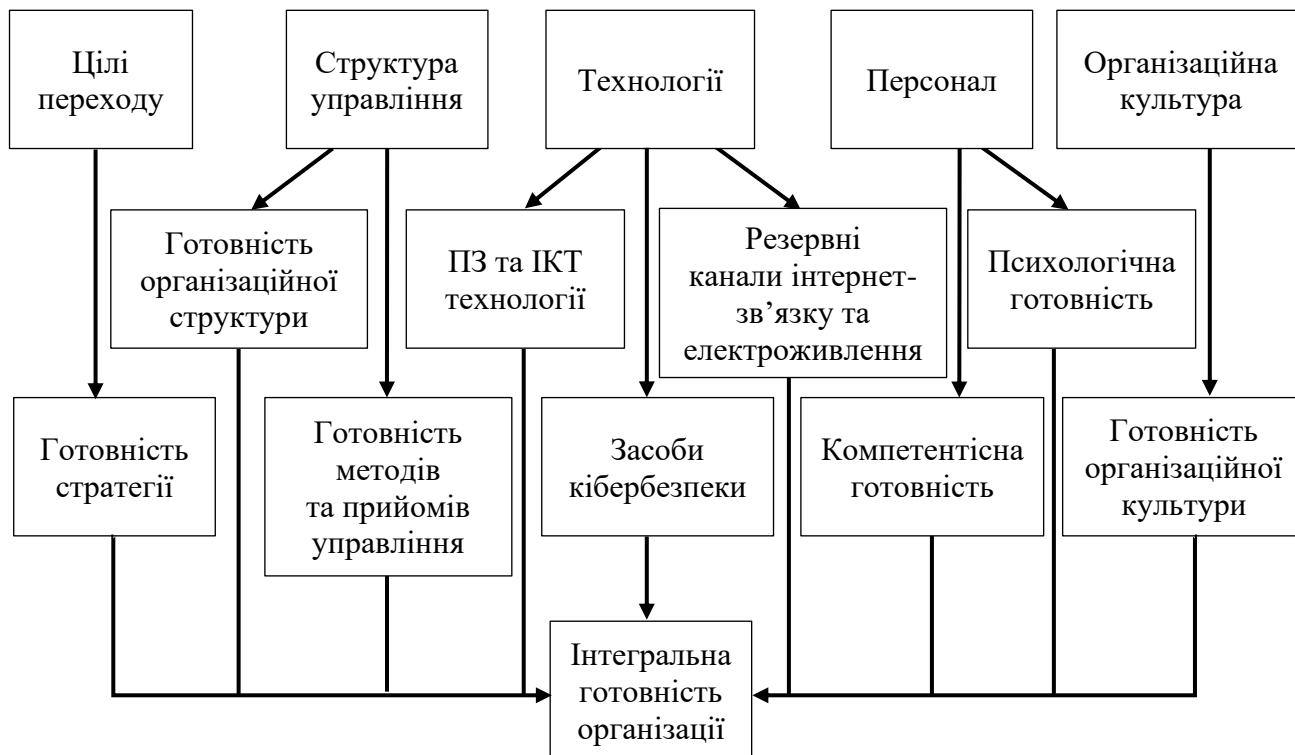 Цілі
переходу
Структура
управління
Технології
Персонал
Організаційна
культура
Готовність
організаційної
структури
ПЗ та ІКТ
технології
Резервні
канали інтернет-
зв’язку та
електроживлення
Психологічна
готовність
Готовність
стратегії
Готовність
методів
та прийомів
управління
Засоби
кібербезпеки
Компетентісна
готовність
Готовність
організаційної
культури
Інтегральна
готовність
організації